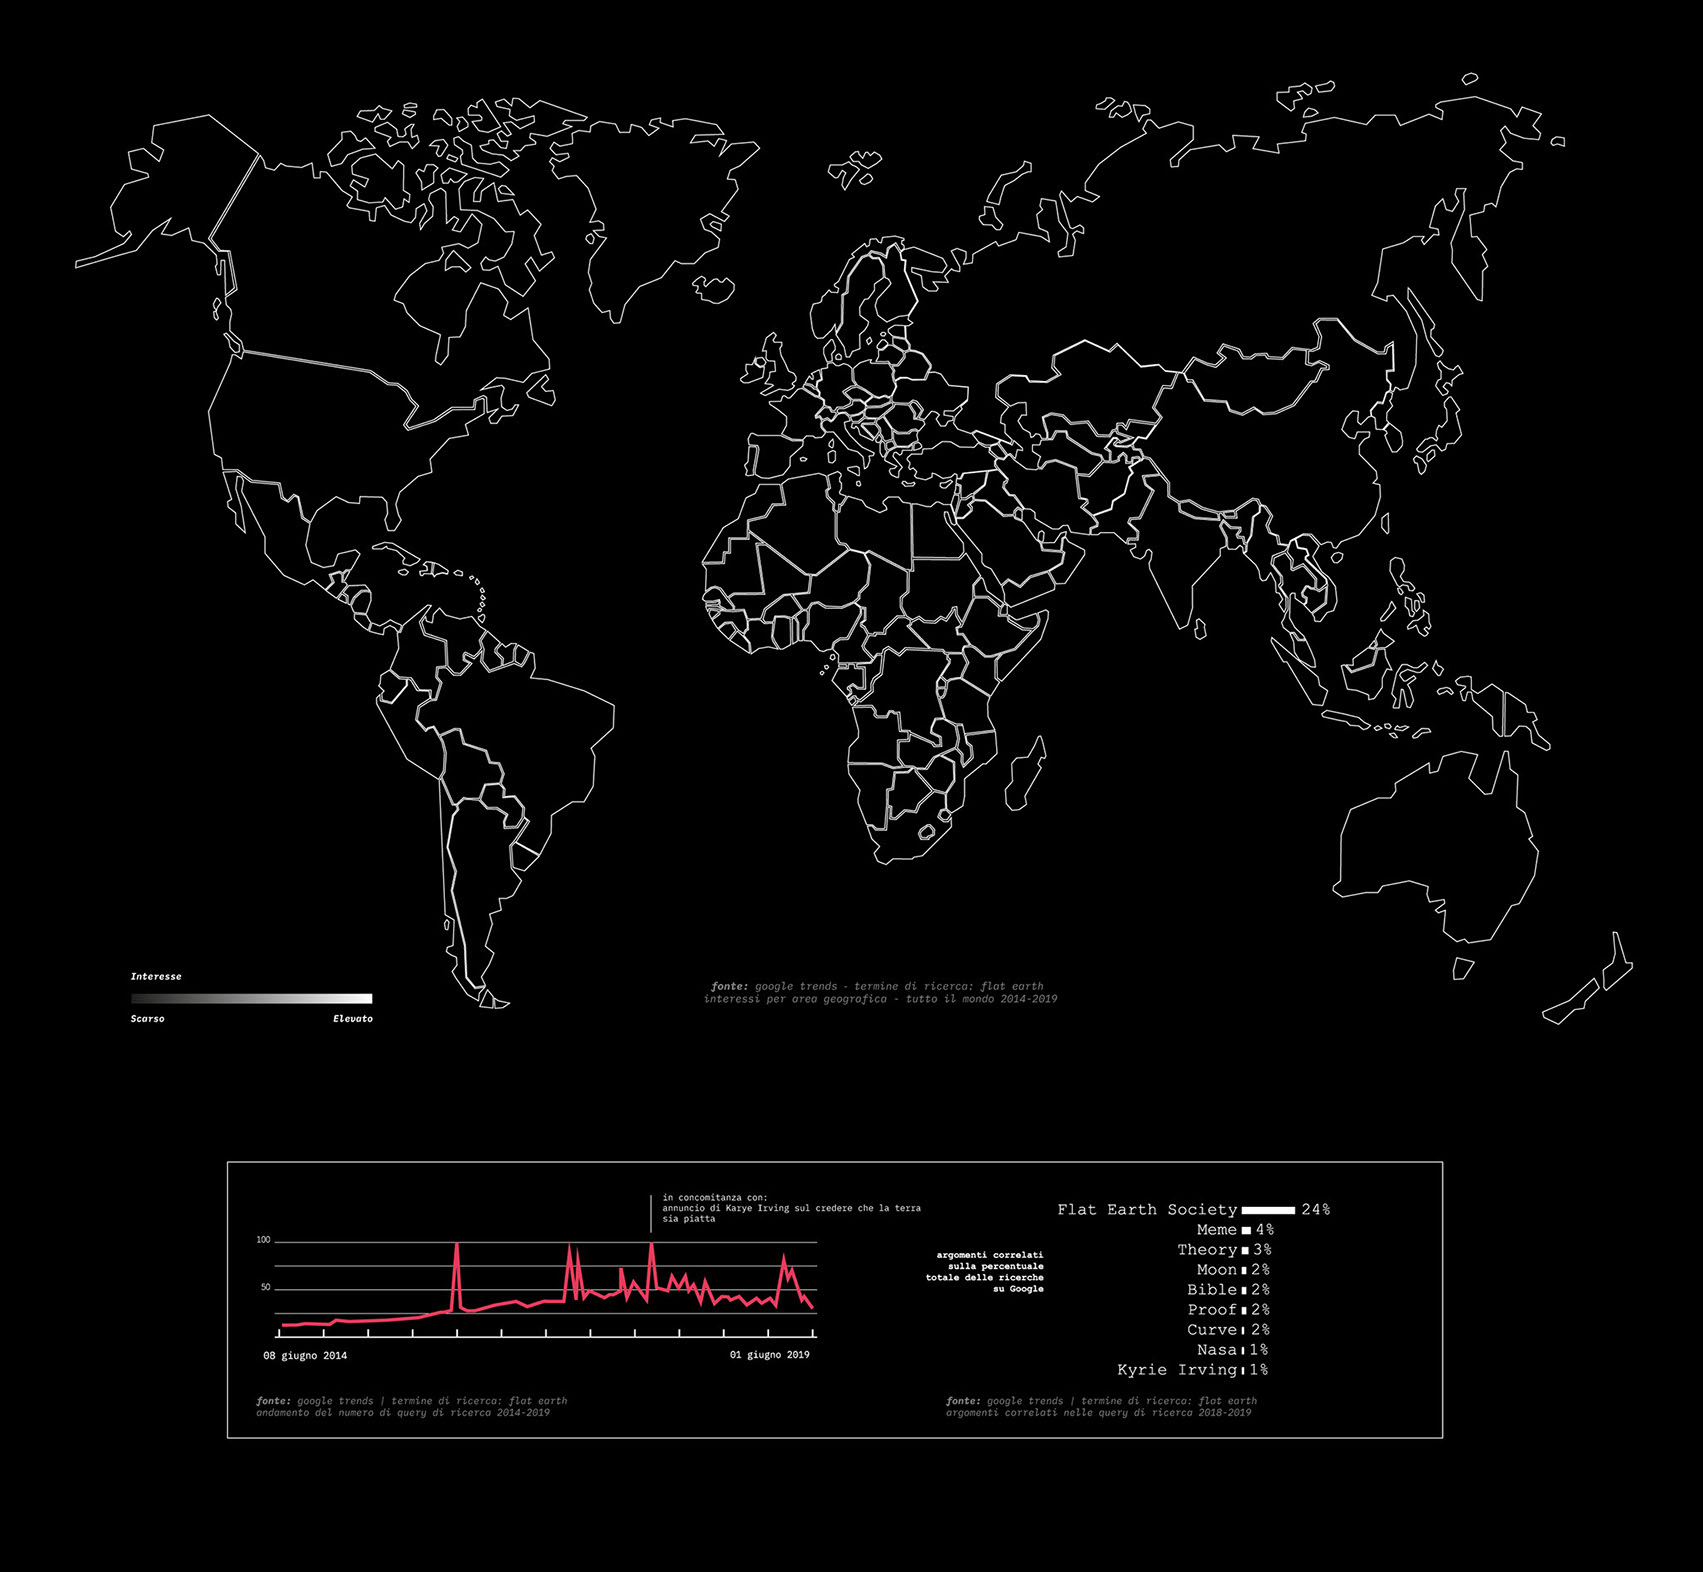 Interesse
Scarso Elevato
fonte: google trends - termine di ricerca: flat earth
interessi per area geografica - tutto il mondo 2014-2019
in concomitanza con:
annuncio di Karye Irving sul credere che la terra
sia piatta
100
50
08 giugno 2014
01 giugno 2019
fonte: google trends | termine di ricerca: flat earth
andamento del numero di query di ricerca 2014-2019
argomenti correlati
sulla percentuale
totale delle ricerche
su Google
Flat Earth Society 24%
Meme 4%
Theory 3%
Moon 2%
Bible 2%
Proof 2%
Curve 2%
Nasa 1%
Kyrie Irving 1%
fonte: google trends | termine di ricerca: flat earth
argomenti correlati nelle query di ricerca 2018-2019